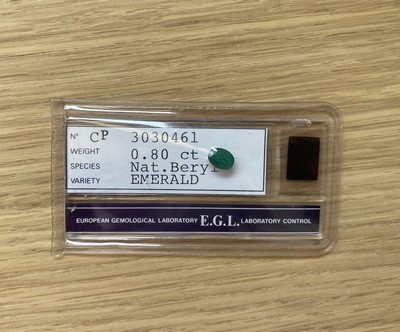 N° CP 3030461
WEIGHT 0.80 ct
SPECIES Nat.Beryl
VARIETY EMERALD
EUROPEAN GEMOLOGICAL LABORATORY E.G.L. LABORATORY CONTROL